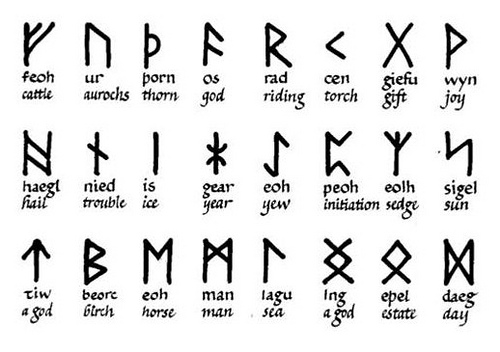 ᚠ ᚢ ᚦ ᚩ ᚱ ᚲ ᚷ ᚹ
feoh ur þorn os rad cen giefu wyn
cattle aurochs thorn god riding torch gift joy
ᚻ ᚾ ᛁ ᛡ ᛇ ᛈ ᛉ ᛋ
haegl nied is gear eoh peoh eolh sigel
hail trouble ice year yew initiation sedge sun
ᛏ ᛒ ᛖ ᛗ ᛚ ᛝ ᛟ ᛞ
tiw beorc eoh man lagu Ing eþel daeg
a god birch horse man sea a god estate day